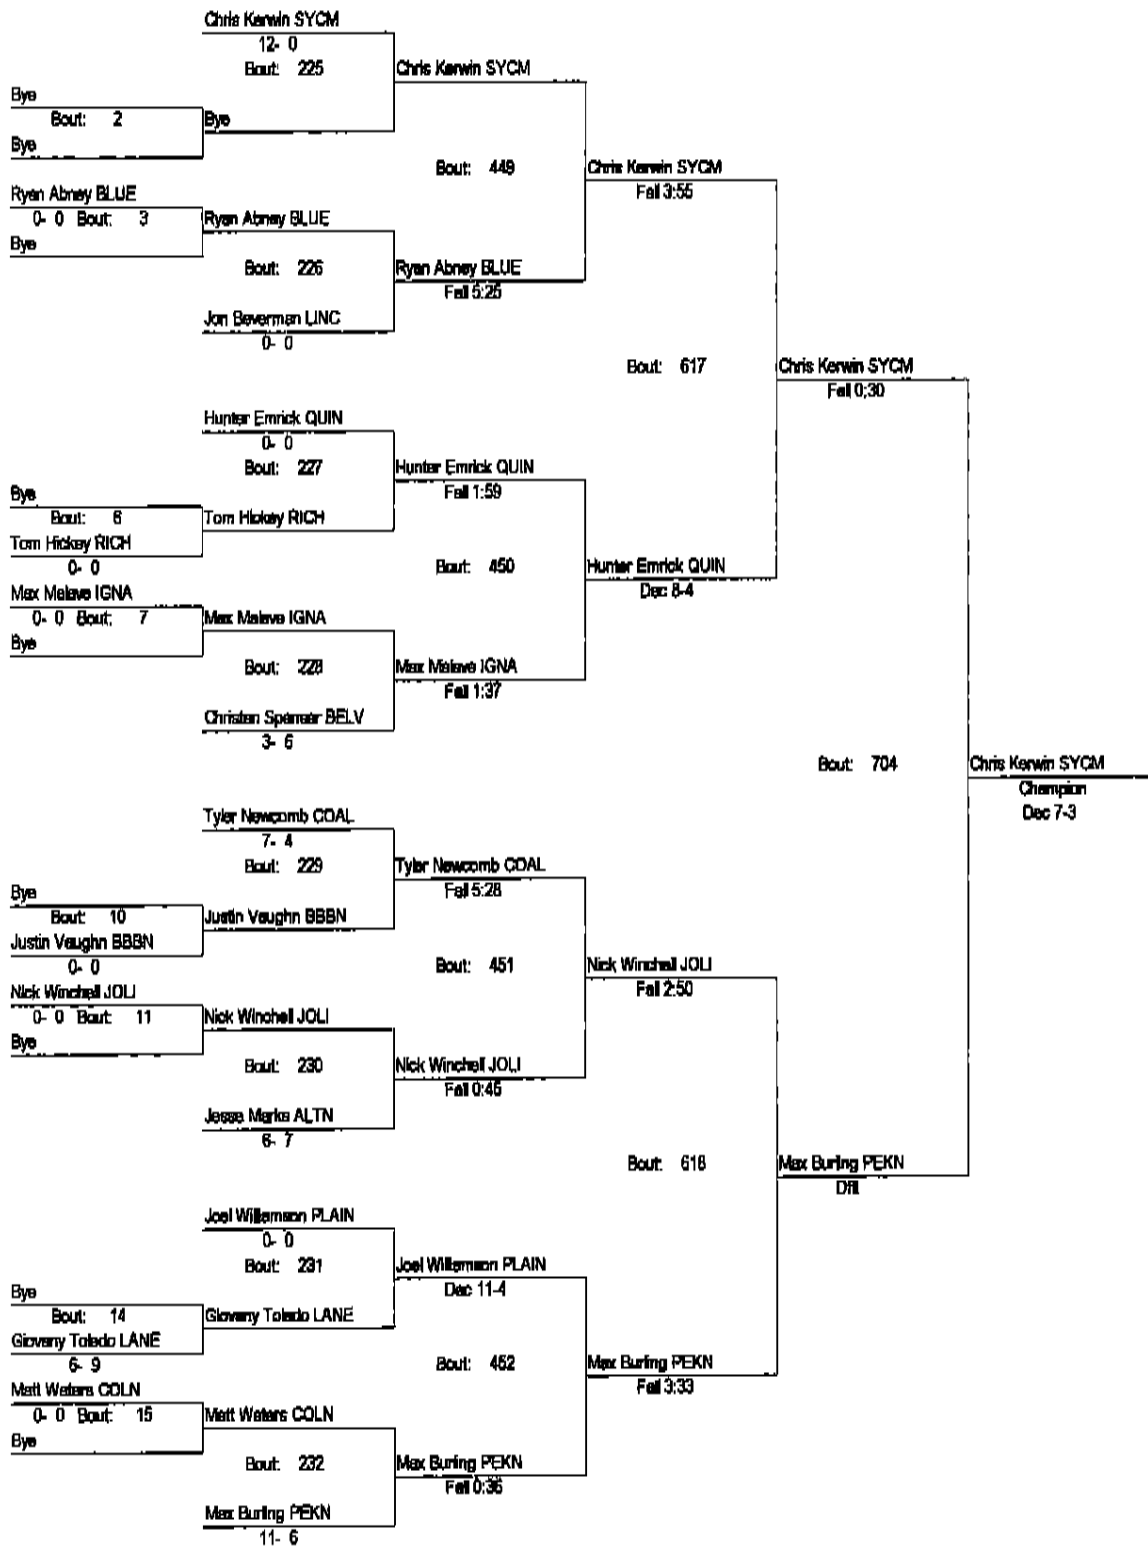 Chris Kerwin SYCM
12- 0
Bout: 225
Chris Kerwin SYCM
Bye
Bout: 2
Bye
Bye
Bout: 449
Chris Kerwin SYCM
Fall 3:55
Ryan Abney BLUE
0- 0 Bout: 3
Ryan Abney BLUE
Bye
Bout: 226
Ryan Abney BLUE
Fall 5:25
Jon Beverman LINC
0- 0
Bout: 617
Chris Kerwin SYCM
Fall 0:30
Hunter Emrick QUIN
0- 0
Bout: 227
Hunter Emrick QUIN
Fall 1:59
Bye
Bout: 6
Tom Hickey RICH
Tom Hickey RICH
0- 0
Bout: 450
Hunter Emrick QUIN
Dec 8-4
Max Malave IGNA
0- 0 Bout: 7
Max Malave IGNA
Bye
Bout: 228
Max Malave IGNA
Fall 1:37
Christen Spencer BELV
3- 6
Bout: 704
Chris Kerwin SYCM
Champion
Dec 7-3
Tyler Newcomb COAL
7- 4
Bout: 229
Tyler Newcomb COAL
Fall 5:28
Bye
Bout: 10
Justin Vaughn BBBN
Justin Vaughn BBBN
0- 0
Bout: 451
Nick Winchell JOLI
Fall 2:50
Nick Winchell JOLI
0- 0 Bout: 11
Nick Winchell JOLI
Bye
Bout: 230
Nick Winchell JOLI
Fall 0:45
Jesse Marks ALTN
6- 7
Bout: 618
Max Burling PEKN
Dflt
Joel Williamson PLAIN
0- 0
Bout: 231
Joel Williamson PLAIN
Dec 11-4
Bye
Bout: 14
Giovany Toledo LANE
Giovany Toledo LANE
6- 9
Bout: 452
Max Burling PEKN
Fall 3:33
Matt Waters COLN
0- 0 Bout: 15
Matt Waters COLN
Bye
Bout: 232
Max Burling PEKN
Fall 0:36
Max Burling PEKN
11- 6